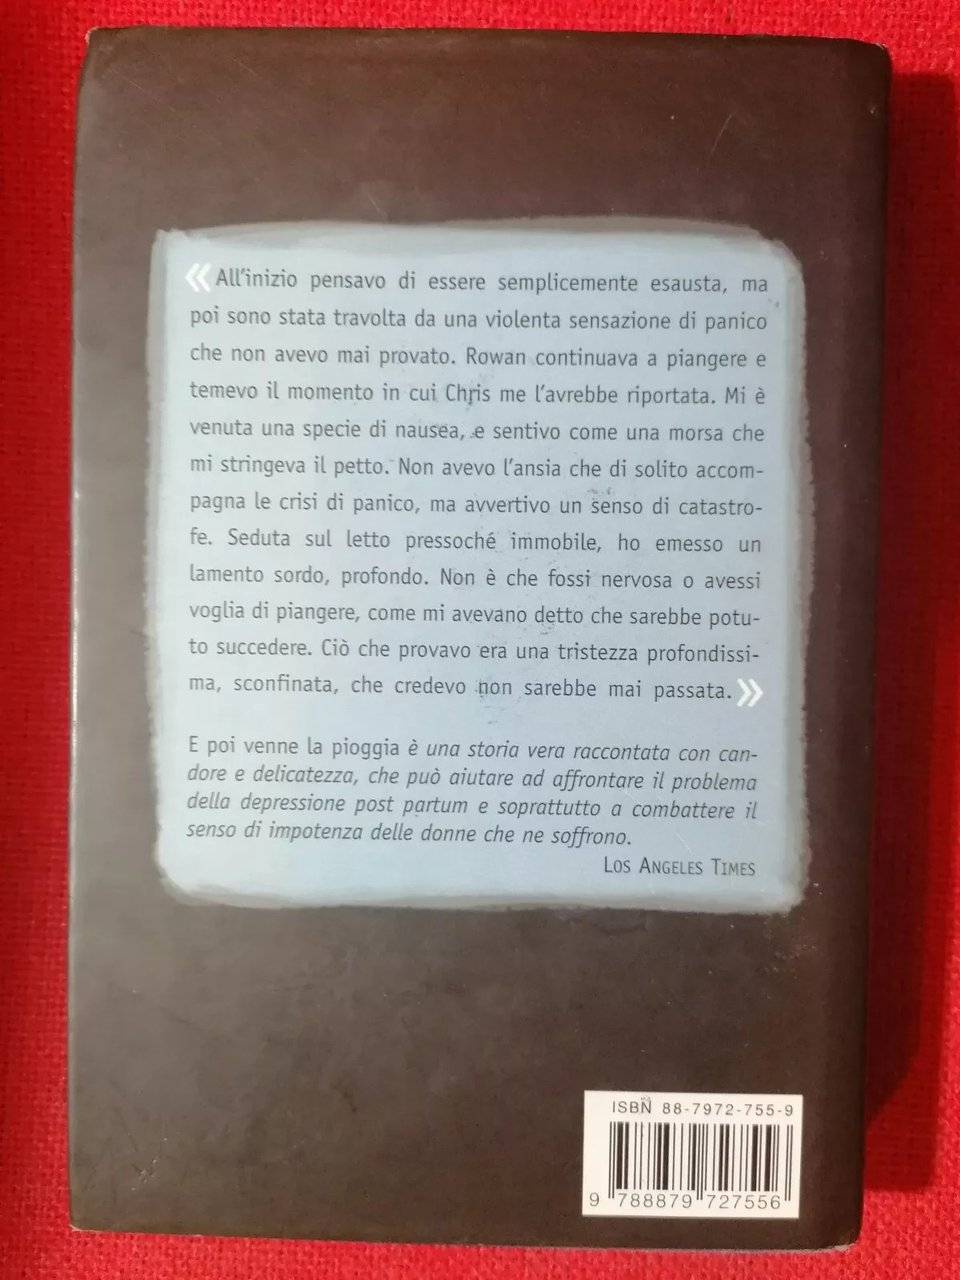 «All'inizio pensavo di essere semplicemente esausta, ma
poi sono stata travolta da una violenta sensazione di panico
che non avevo mai provato. Rowan continuava a piangere e
temevo il momento in cui Chris me l'avrebbe riportata. Mi è
venuta una specie di nausea, e sentivo come una morsa che
mi stringeva il petto. Non avevo l'ansia che di solito accom-
pagna le crisi di panico, ma avvertivo un senso di catastro-
fe. Seduta sul letto pressoché immobile, ho emesso un
lamento sordo, profondo. Non è che fossi nervosa o avessi
voglia di piangere, come mi avevano detto che sarebbe potu-
to succedere. Ciò che provavo era una tristezza profondissi-
ma, sconfinata, che credevo non sarebbe mai passata.»
E poi venne la pioggia è una storia vera raccontata con can-
dore e delicatezza, che può aiutare ad affrontare il problema
della depressione post partum e soprattutto a combattere il
senso di impotenza delle donne che ne soffrono.
LOS ANGELES TIMES
ISBN 88-7972-755-9
9 788879 727556